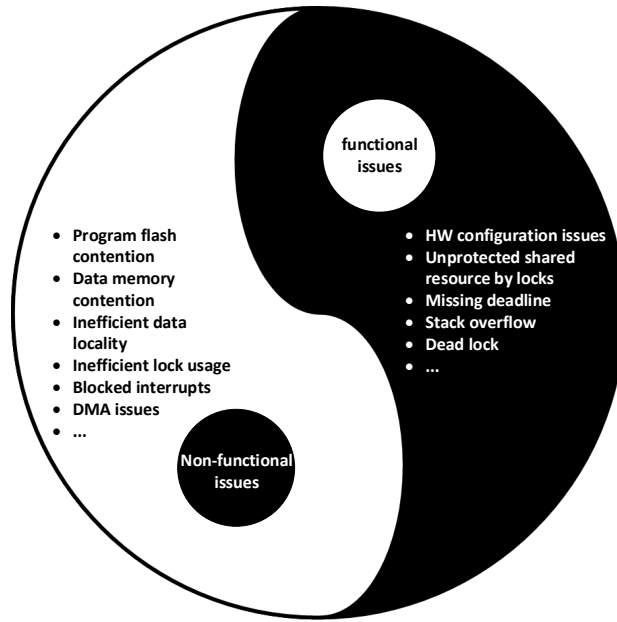 functional
issues
• Program flash
contention
• Data memory
contention
• Inefficient data
locality
• Inefficient lock usage
• Blocked interrupts
• DMA issues
• ...
• HW configuration issues
• Unprotected shared
resource by locks
• Missing deadline
• Stack overflow
• Dead lock
• ...
Non-functional
issues